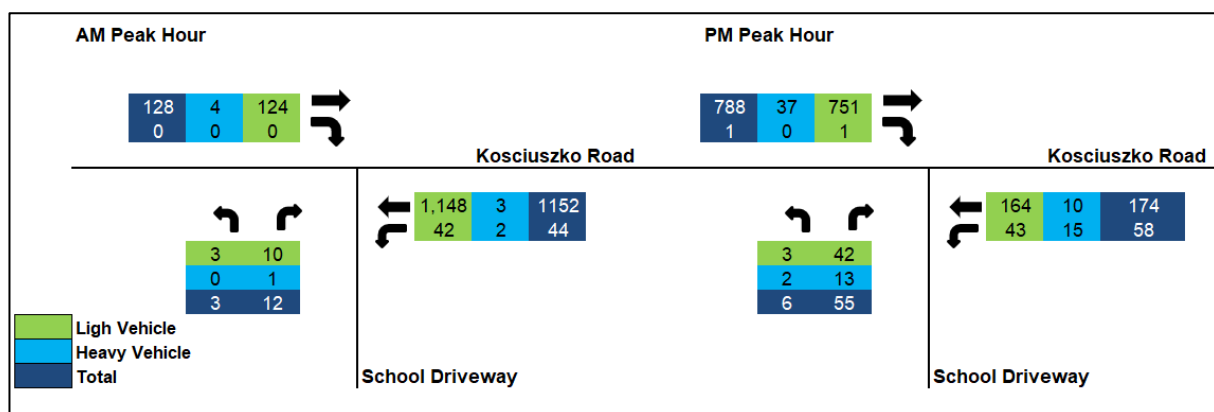 AM Peak Hour
PM Peak Hour
128 4 124
0 0 0
788 37 751
1 0 1
Kosciuszko Road
Kosciuszko Road
1,148 3 1152
42 2 44
164 10 174
43 15 58
3 10
0 1
3 12
3 42
2 13
6 55
Ligh Vehicle
Heavy Vehicle
Total
School Driveway
School Driveway